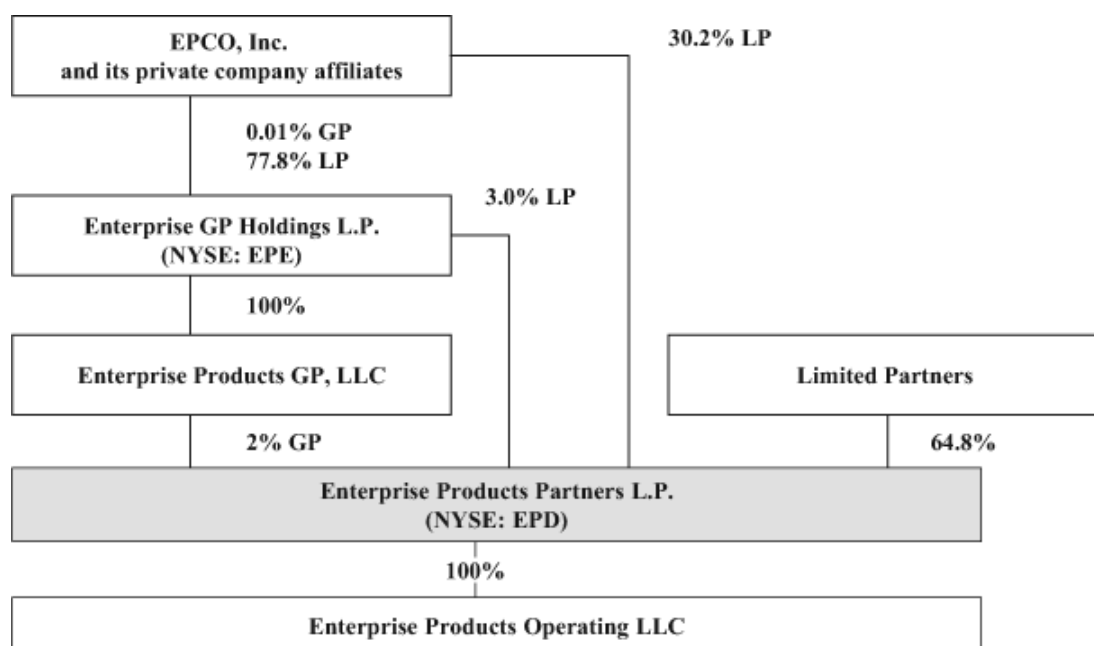 EPCO, Inc.
and its private company affiliates
30.2% LP
0.01% GP
77.8% LP
3.0% LP
Enterprise GP Holdings L.P.
(NYSE: EPE)
100%
Enterprise Products GP, LLC
Limited Partners
2% GP
64.8%
Enterprise Products Partners L.P.
(NYSE: EPD)
100%
Enterprise Products Operating LLC